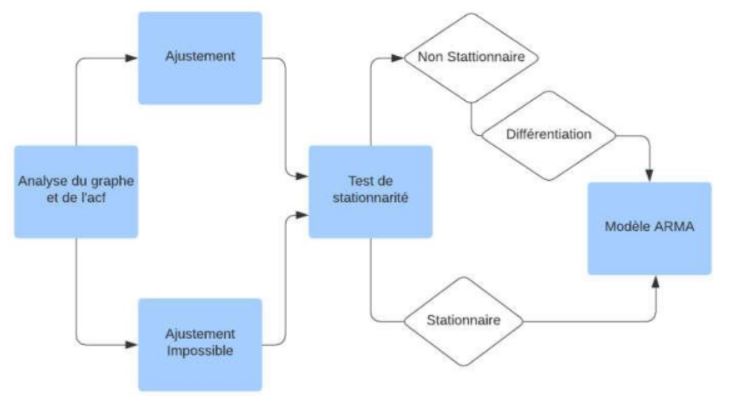 Ajustement
Non Stattionnaire
Différentiation
Analyse du graphe
et de l'acf
Test de
stationnarité
Modèle ARMA
Stationnaire
Ajustement
Impossible